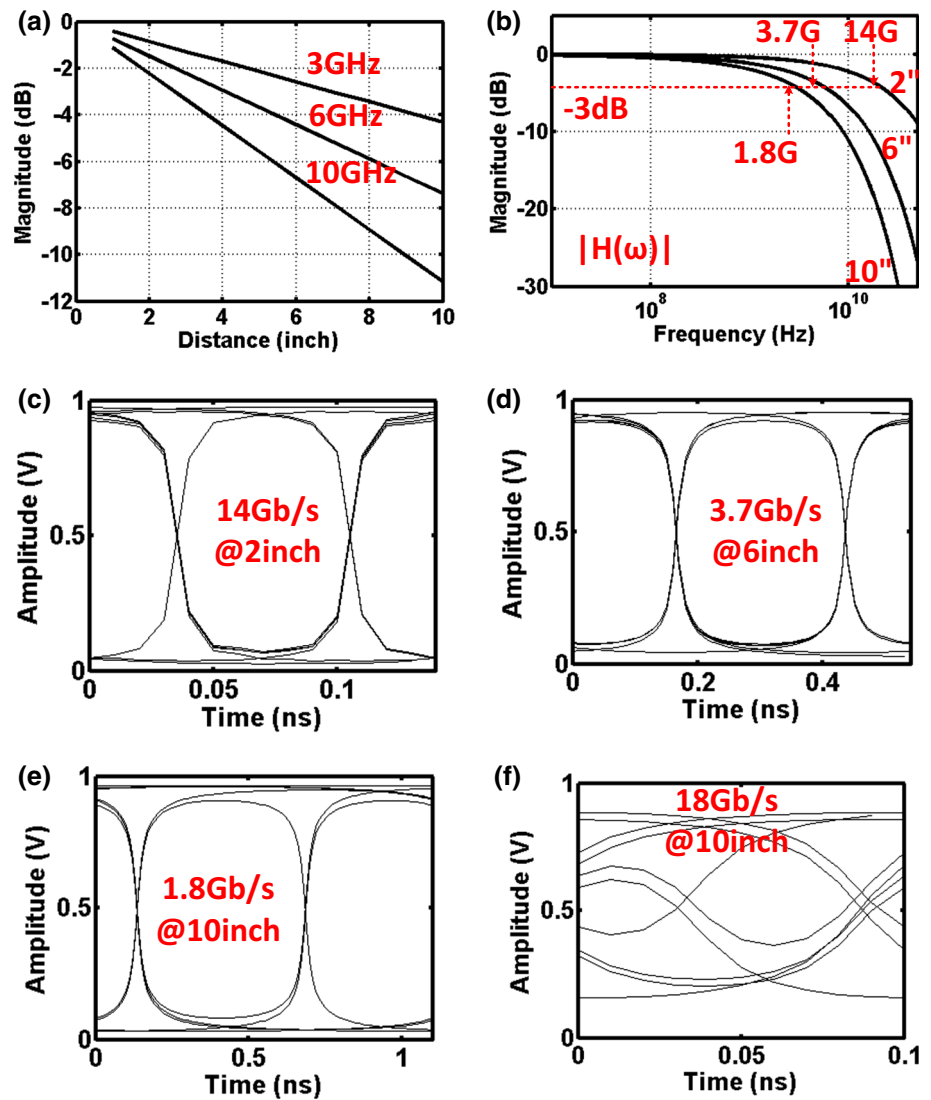 (a)
0
-2
-4
-6
-8
-10
-12
Magnitude (dB)
3GHz
6GHz
10GHz
0
2
4
6
8
10
Distance (inch)
(b)
3.7G
14G
0
-10
-20
-30
Magnitude (dB)
-3dB
1.8G
2"
6"
10"
|H(ω)|
10⁸
10¹⁰
Frequency (Hz)
(c)
1
0.5
0
Amplitude (V)
14Gb/s
@2inch
0
0.05
0.1
Time (ns)
(d)
1
0.5
0
Amplitude (V)
3.7Gb/s
@6inch
0
0.2
0.4
Time (ns)
(e)
1
0.5
0
Amplitude (V)
1.8Gb/s
@10inch
0
0.5
1
Time (ns)
(f)
1
0.5
0
Amplitude (V)
18Gb/s
@10inch
0
0.05
0.1
Time (ns)